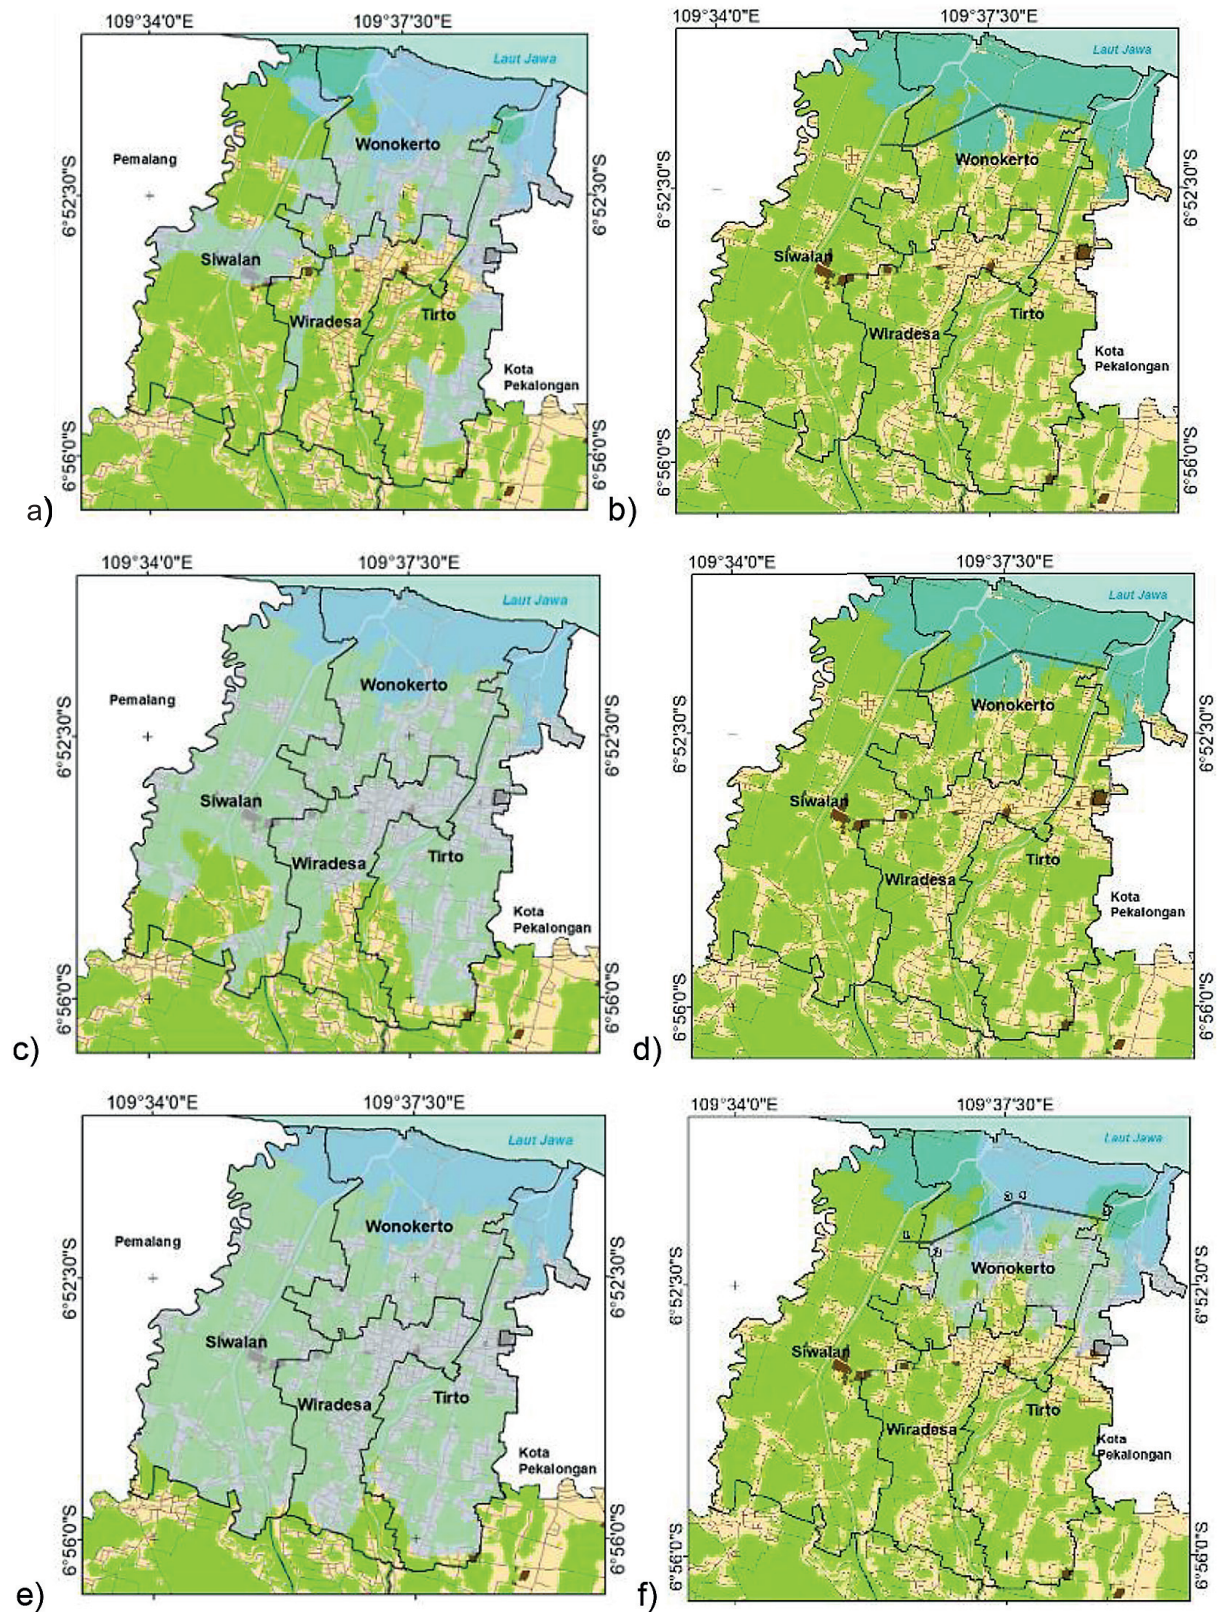 109°34'0"E 109°37'30"E
Laut Jawa
Pemalang
Wonokerto
6°52'30"S 6°52'30"S
Siwalan
Wiradesa
Tirto
Kota
Pekalongan
6°56'0"S 6°56'0"S
a)
109°34'0"E 109°37'30"E
Laut Jawa
Wonokerto
6°52'30"S 6°52'30"S
Siwalan
Wiradesa
Tirto
Kota
Pekalongan
6°56'0"S 6°56'0"S
b)
109°34'0"E 109°37'30"E
Laut Jawa
Wonokerto
Pemalang
6°52'30"S 6°52'30"S
Siwalan
Wiradesa
Tirto
Kota
Pekalongan
6°56'0"S 6°56'0"S
c)
109°34'0"E 109°37'30"E
Laut Jawa
Wonokerto
6°52'30"S 6°52'30"S
Siwalan
Wiradesa
Tirto
Kota
Pekalongan
6°56'0"S 6°56'0"S
d)
109°34'0"E 109°37'30"E
Laut Jawa
Wonokerto
Pemalang
6°52'30"S 6°52'30"S
Siwalan
Wiradesa
Tirto
Kota
Pekalongan
6°56'0"S 6°56'0"S
e)
109°34'0"E 109°37'30"E
Laut Jawa
Wonokerto
6°52'30"S 6°52'30"S
Siwalan
Wiradesa
Tirto
Kota
Pekalongan
6°56'0"S 6°56'0"S
f)